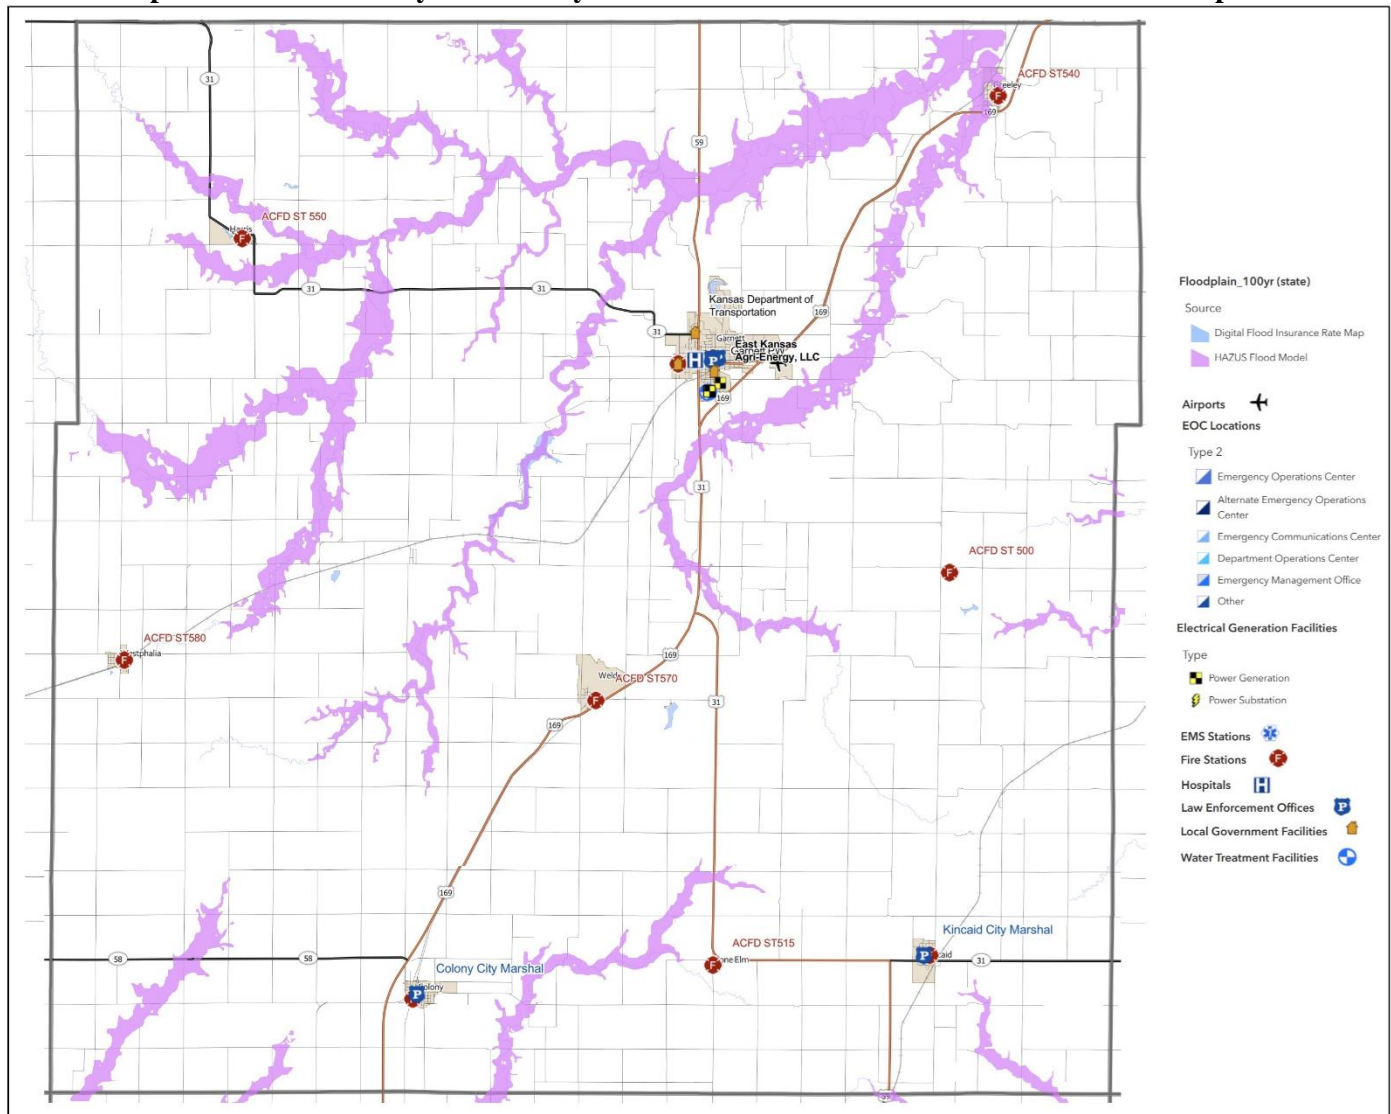 31
ACFD ST540
169
59
ACFD ST 550
Harris
31
31
169
31
Kansas Department of
Transportation
Garnett
East Kansas
Agri-Energy, LLC
169
31
ACFD ST 500
ACFD ST580
169
ACFD ST570
31
169
169
ACFD ST515
Kincaid City Marshal
58
58
31
Colony City Marshal
Colony
Floodplain_100yr (state)
Source
Digital Flood Insurance Rate Map
HAZUS Flood Model
Airports
EOC Locations
Type 2
Emergency Operations Center
Alternate Emergency Operations
Center
Emergency Communications Center
Department Operations Center
Emergency Management Office
Other
Electrical Generation Facilities
Type
Power Generation
Power Substation
EMS Stations
Fire Stations
Hospitals
H
Law Enforcement Offices
P
Local Government Facilities
Water Treatment Facilities